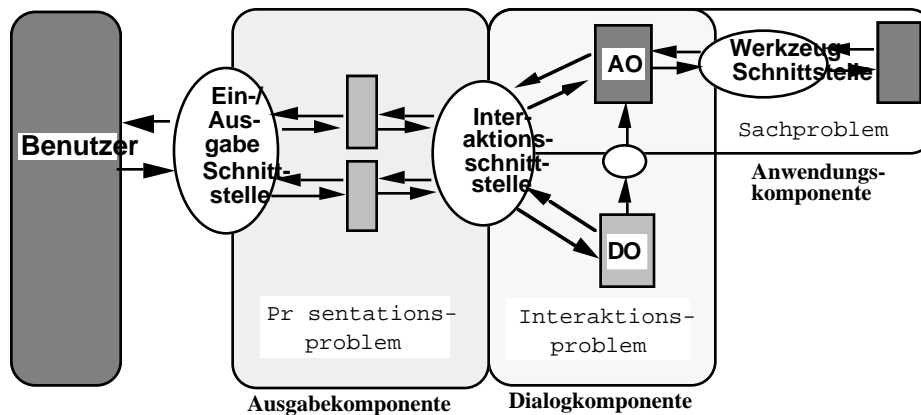 Benutzer
Ein-/
Aus-
gabe
Schnitt-
stelle
Inter-
aktions-
schnitt-
stelle
AO
DO
Werkzeug
Schnittstelle
Sachproblem
Anwendungs-
komponente
Pr sentations-
problem
Interaktions-
problem
Ausgabekomponente
Dialogkomponente